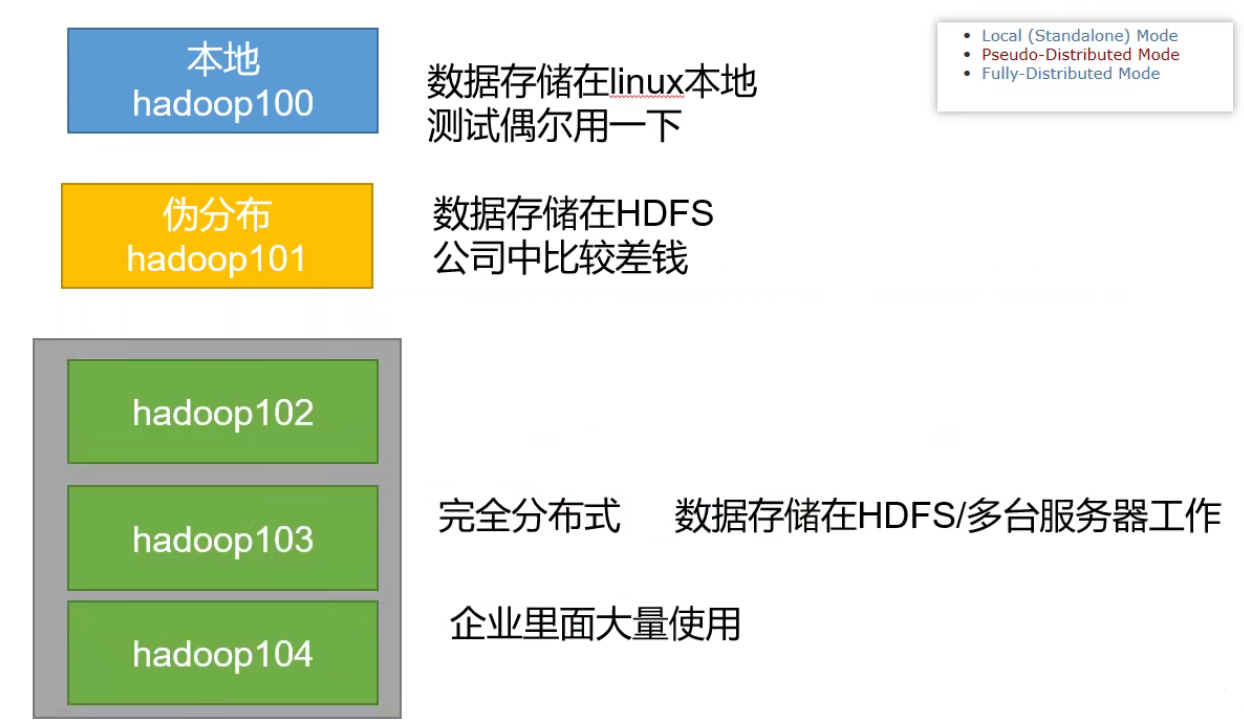 本地
hadoop100
数据存储在linux本地
测试偶尔用一下
Local (Standalone) Mode
Pseudo-Distributed Mode
Fully-Distributed Mode
伪分布
hadoop101
数据存储在HDFS
公司中比较差钱
hadoop102
hadoop103
完全分布式 数据存储在HDFS/多台服务器工作
企业里面大量使用
hadoop104